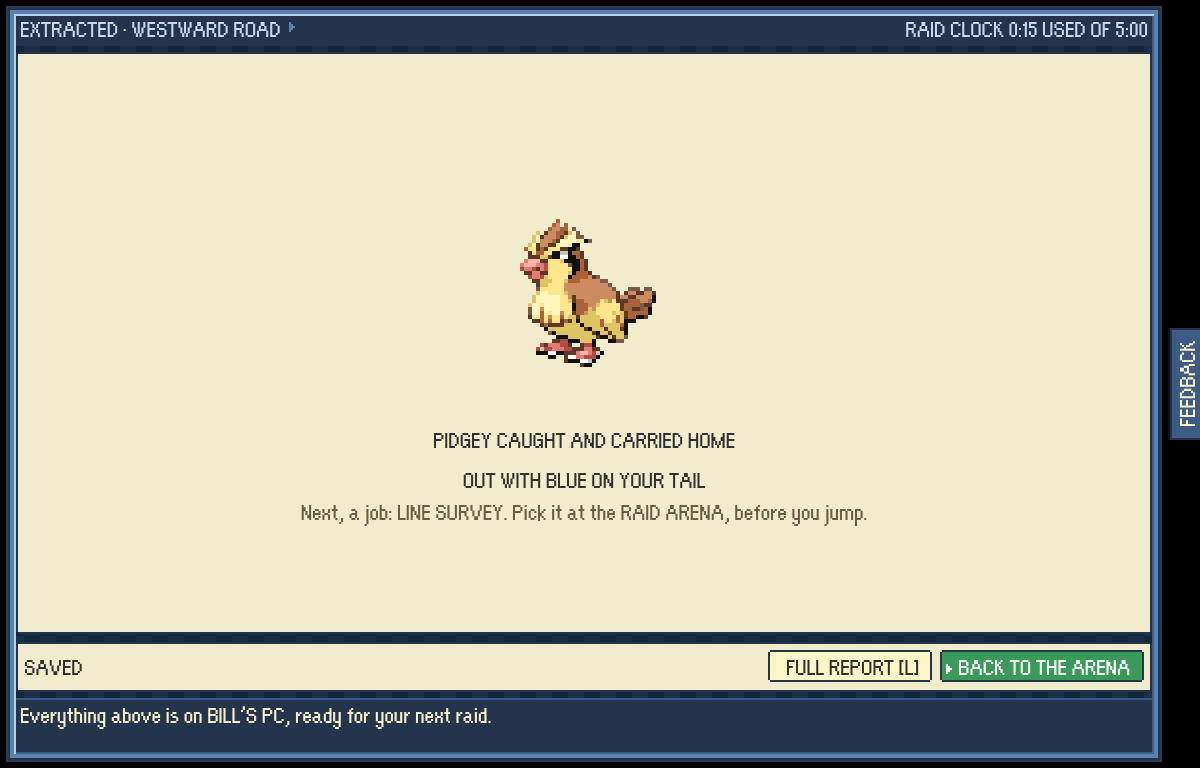 EXTRACTED · WESTWARD ROAD
RAID CLOCK 0:15 USED OF 5:00
PIDGEY CAUGHT AND CARRIED HOME
OUT WITH BLUE ON YOUR TAIL
Next, a job: LINE SURVEY. Pick it at the RAID ARENA, before you jump.
FEEDBACK
SAVED
FULL REPORT [L]
BACK TO THE ARENA
Everything above is on BILL'S PC, ready for your next raid.